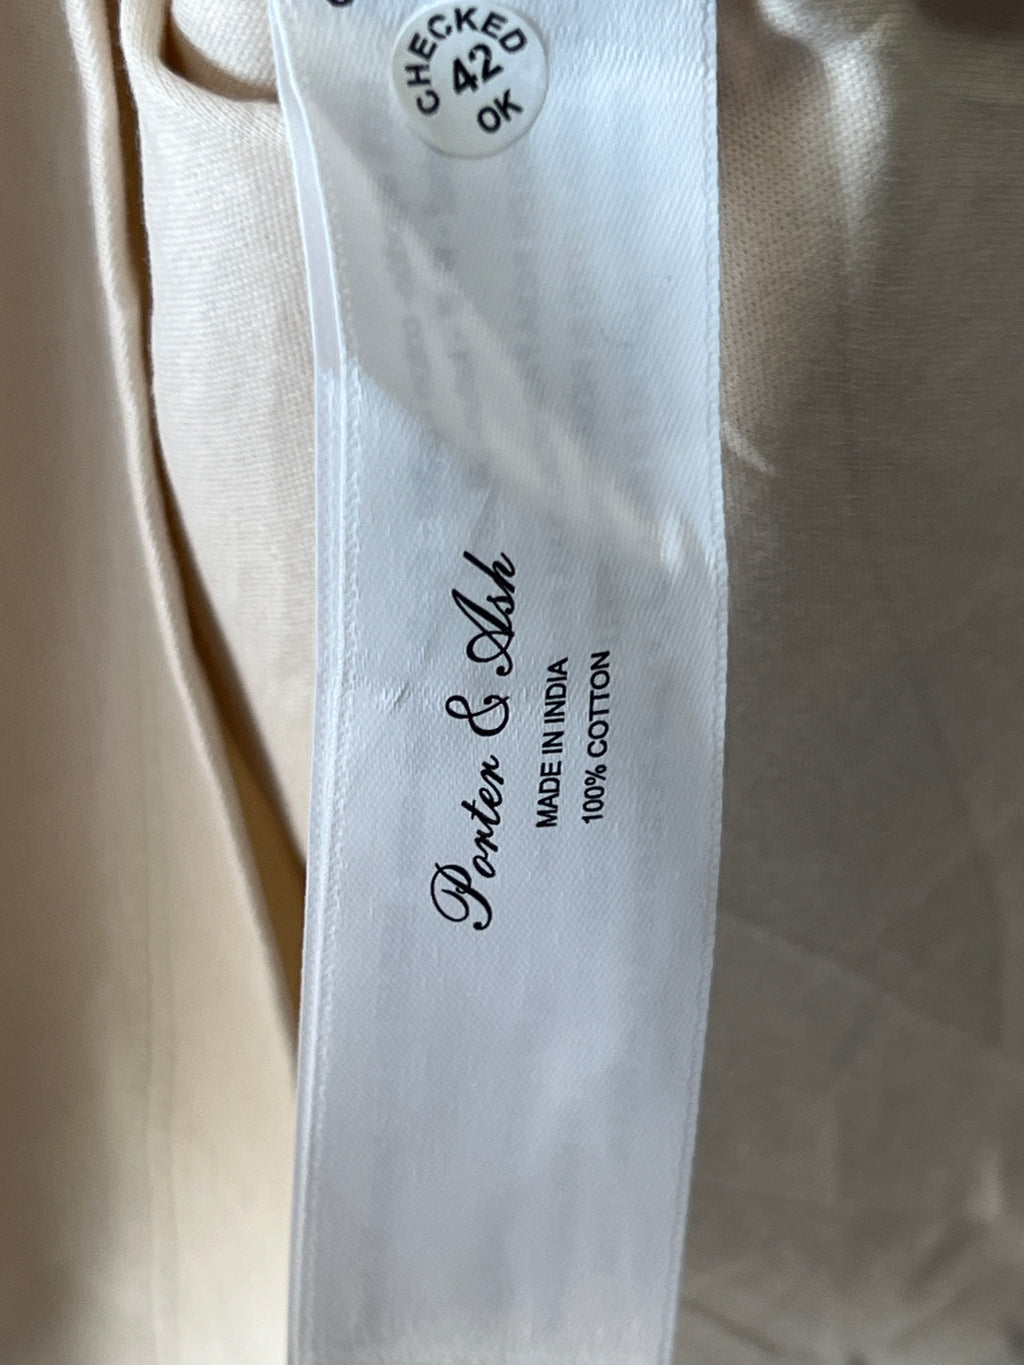 CHECKED
42
OK
Porter & Ash
MADE IN INDIA
100% COTTON